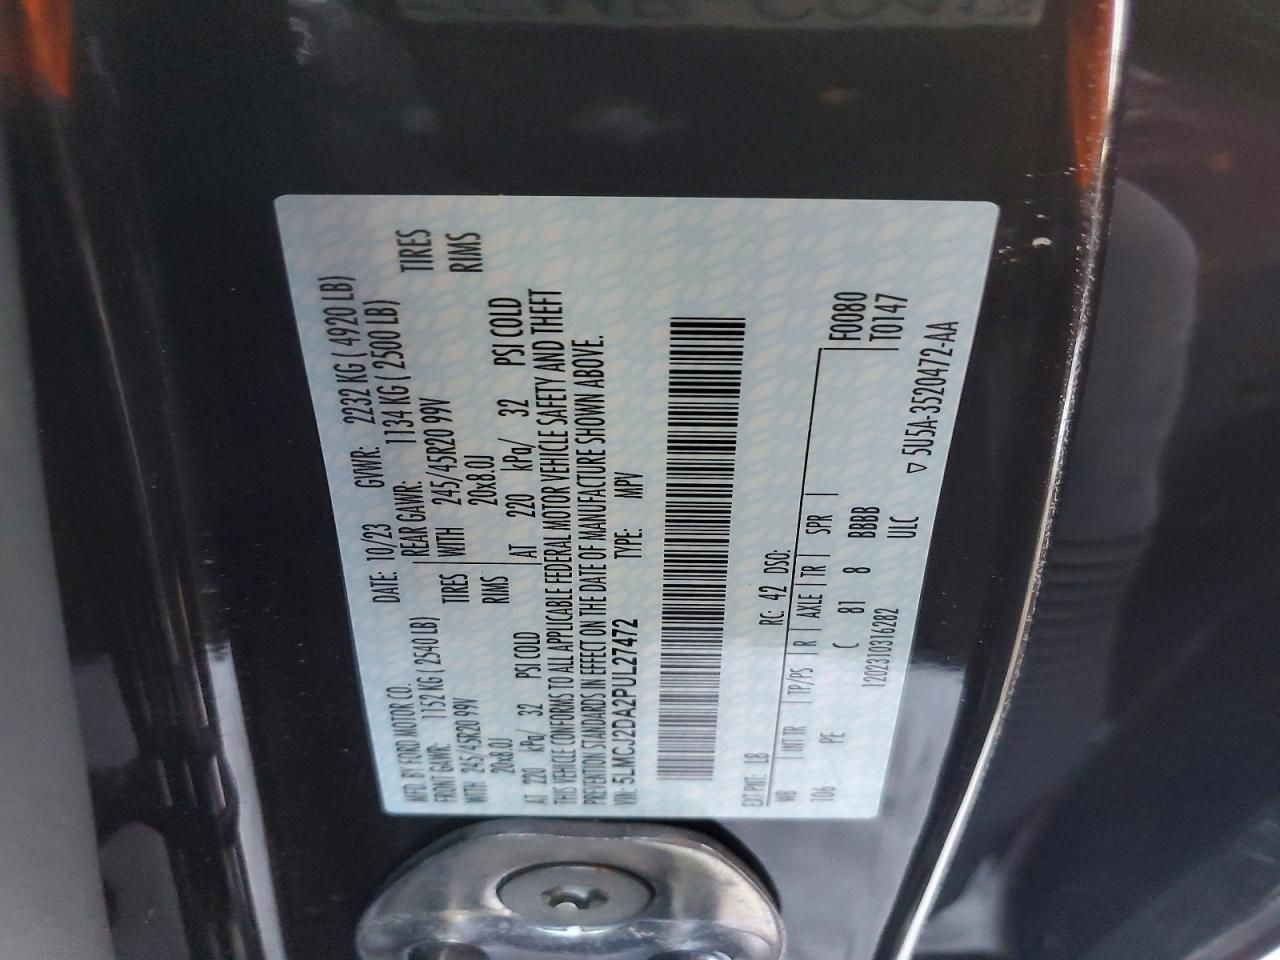 MFD. BY FORD MOTOR CO.
DATE: 10/23 GVWR: 2232 KG ( 4920 LB)
FRONT GAWR: 1152 KG ( 2540 LB)
REAR GAWR: 1134 KG ( 2500 LB)
WITH 245/45R20 99V TIRES
WITH 245/45R20 99V TIRES
20x8.0J RIMS
20x8.0J RIMS
AT 220 kPa/ 32 PSI COLD
AT 220 kPa/ 32 PSI COLD
THIS VEHICLE CONFORMS TO ALL APPLICABLE FEDERAL MOTOR VEHICLE SAFETY AND THEFT
PREVENTION STANDARDS IN EFFECT ON THE DATE OF MANUFACTURE SHOWN ABOVE.
VIN: 5LMCJ2DA2PUL27472 TYPE: MPV
EXT PNT: L8 RC: 42 DSO:
WB INT TR TP/PS R AXLE TR SPR F0080
106 PE C 81 8 BBBB T0147
1202310316282 ULC ▽ 5U5A-3520472-AA